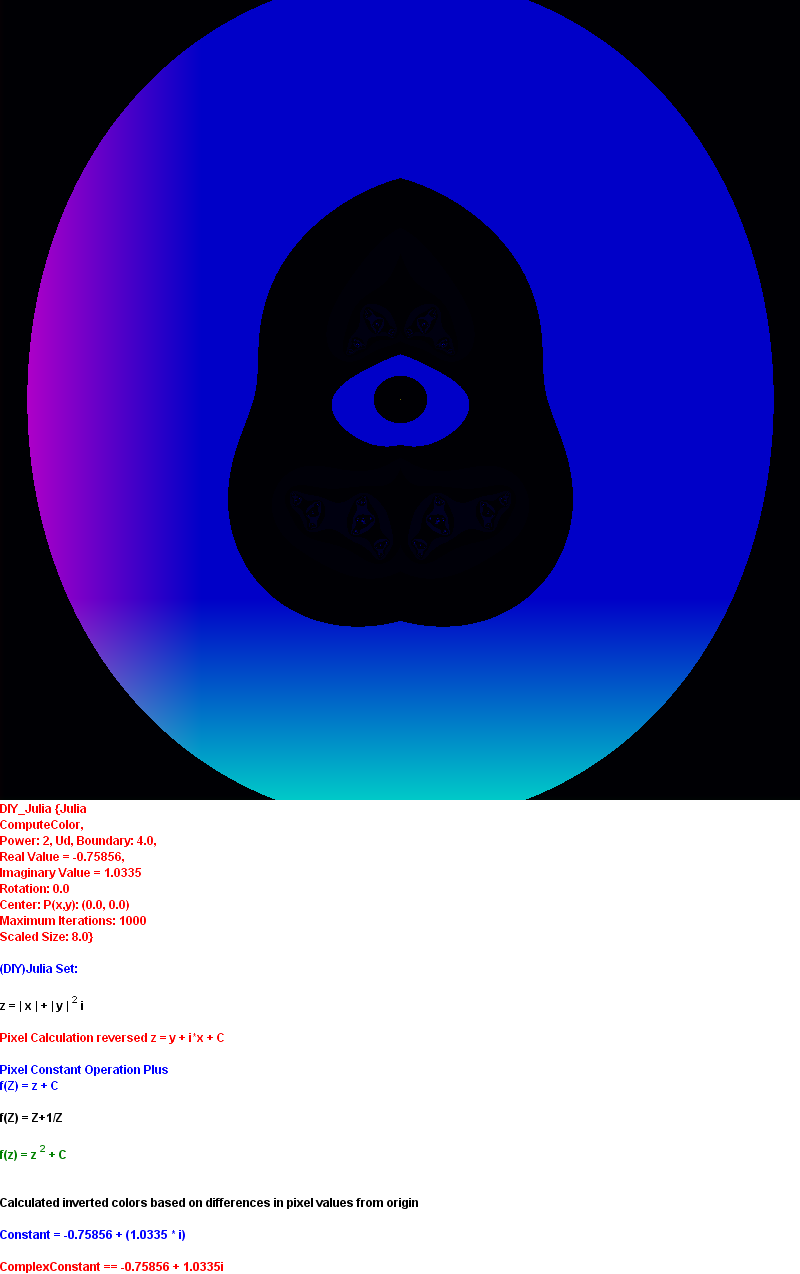 DIY_Julia {Julia
ComputeColor,
Power: 2, Ud, Boundary: 4.0,
Real Value = -0.75856,
Imaginary Value = 1.0335
Rotation: 0.0
Center: P(x,y): (0.0, 0.0)
Maximum Iterations: 1000
Scaled Size: 8.0}
(DIY)Julia Set:
z = | x | + | y | ² i
Pixel Calculation reversed z = y + i*x + C
Pixel Constant Operation Plus
f(Z) = z + C
f(Z) = Z+1/Z
f(z) = z ² + C
Calculated inverted colors based on differences in pixel values from origin
Constant = -0.75856 + (1.0335 * i)
ComplexConstant == -0.75856 + 1.0335i